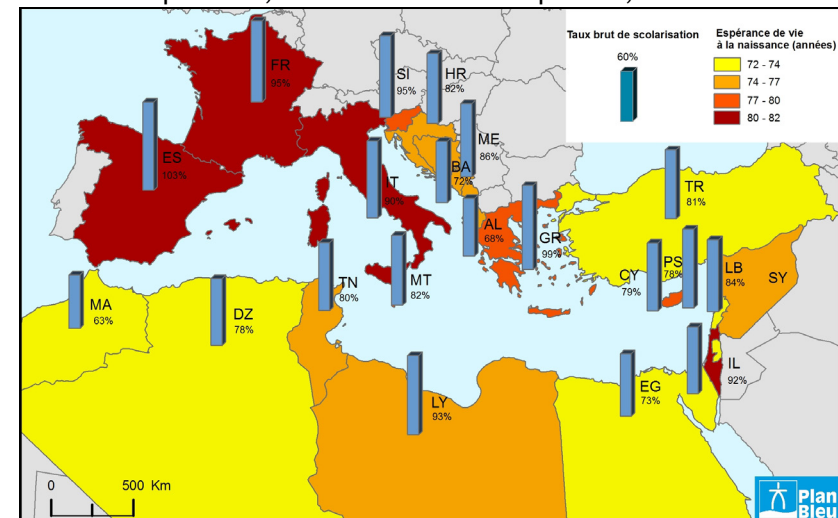 Taux brut de scolarisation
60%
Espérance de vie
à la naissance (années)
72 - 74
74 - 77
77 - 80
80 - 82
FR
95%
SI
95%
HR
82%
ME
86%
ES
103%
IT
90%
BA
72%
AL
68%
GR
99%
TR
81%
CY
79%
PS
78%
LB
84%
SY
TN
80%
MT
82%
MA
63%
DZ
78%
LY
93%
EG
73%
IL
92%
0 500 Km
Plan
Bleu